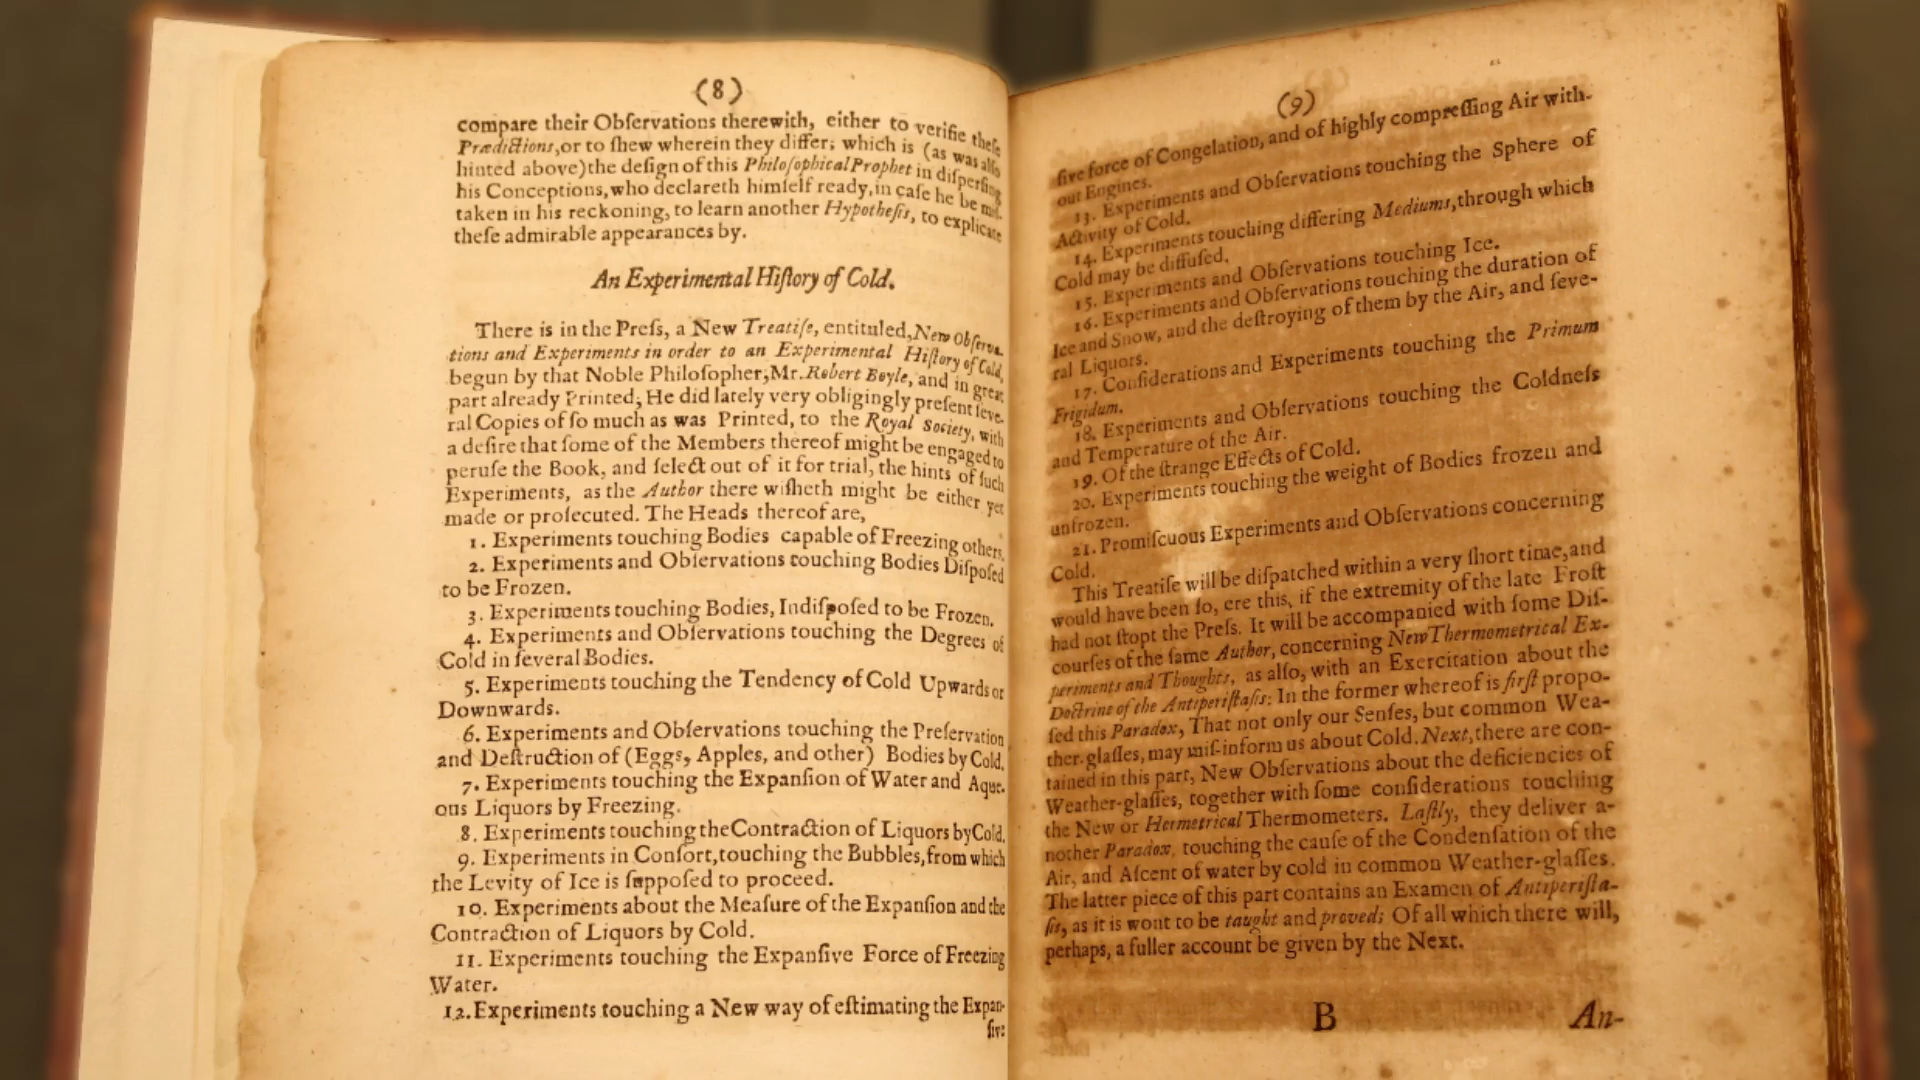 (8)
compare their Obſervations therewith, either to verifie theſe
Prædictions, or to ſhew wherein they differ; which is (as was alſo
hinted above) the deſign of this Philoſophical Prophet in diſperſing
his Conceptions, who declareth himſelf ready, in caſe he be miſ-
taken in his reckoning, to learn another Hypotheſis, to explicate
theſe admirable appearances by.
An Experimental Hiſtory of Cold.
There is in the Preſs, a New Treatiſe, entituled, New Obſerva-
tions and Experiments in order to an Experimental Hiſtory of Cold,
begun by that Noble Philoſopher, Mr. Robert Boyle, and in great
part already Printed; He did lately very obligingly preſent ſeve-
ral Copies of ſo much as was Printed, to the Royal Society, with
a deſire that ſome of the Members thereof might be engaged to
peruſe the Book, and ſelect out of it for trial, the hints of ſuch
Experiments, as the Author there wiſheth might be either yet
made or proſecuted. The Heads thereof are,
1. Experiments touching Bodies capable of Freezing others.
2. Experiments and Obſervations touching Bodies Diſpoſed
to be Frozen.
3. Experiments touching Bodies, Indiſpoſed to be Frozen.
4. Experiments and Obſervations touching the Degrees of
Cold in ſeveral Bodies.
5. Experiments touching the Tendency of Cold Upwards or
Downwards.
6. Experiments and Obſervations touching the Preſervation
and Deſtruction of (Eggs, Apples, and other) Bodies by Cold.
7. Experiments touching the Expanſion of Water and Aque-
ous Liquors by Freezing.
8. Experiments touching the Contraction of Liquors by Cold.
9. Experiments in Conſort, touching the Bubbles, from which
the Levity of Ice is ſuppoſed to proceed.
10. Experiments about the Meaſure of the Expanſion and the
Contraction of Liquors by Cold.
11. Experiments touching the Expanſive Force of Freezing
Water.
12. Experiments touching a New way of eſtimating the Expan-
ſive
(9)
ſive force of Congelation, and of highly compreſſing Air with-
out Engines.
13. Experiments and Obſervations touching the Sphere of
Activity of Cold.
14. Experiments touching differing Mediums, through which
Cold may be diffuſed.
15. Experiments and Obſervations touching Ice.
16. Experiments and Obſervations touching the duration of
Ice and Snow, and the deſtroying of them by the Air, and ſeve-
ral Liquors.
17. Conſiderations and Experiments touching the Primum
Frigidum.
18. Experiments and Obſervations touching the Coldneſs
and Temperature of the Air.
19. Of the ſtrange Effects of Cold.
20. Experiments touching the weight of Bodies frozen and
unfrozen.
21. Promiſcuous Experiments and Obſervations concerning
Cold.
This Treatiſe will be diſpatched within a very ſhort time, and
would have been ſo, ere this, if the extremity of the late Froſt
had not ſtopt the Preſs. It will be accompanied with ſome Diſ-
courſes of the ſame Author, concerning New Thermometrical Ex-
periments and Thoughts, as alſo, with an Exercitation about the
Doctrine of the Antiperiſtaſis: In the former whereof is firſt propo-
ſed this Paradox, That not only our Senſes, but common Wea-
ther-glaſſes, may miſ-inform us about Cold. Next, there are con-
tained in this part, New Obſervations about the deficiencies of
Weather-glaſſes, together with ſome conſiderations touching
the New or Hermetrical Thermometers. Laſtly, they deliver a-
nother Paradox, touching the cauſe of the Condenſation of the
Air, and Aſcent of water by cold in common Weather-glaſſes.
The latter piece of this part contains an Examen of Antiperiſta-
ſis, as it is wont to be taught and proved; Of all which there will,
perhaps, a fuller account be given by the Next.
B
An-